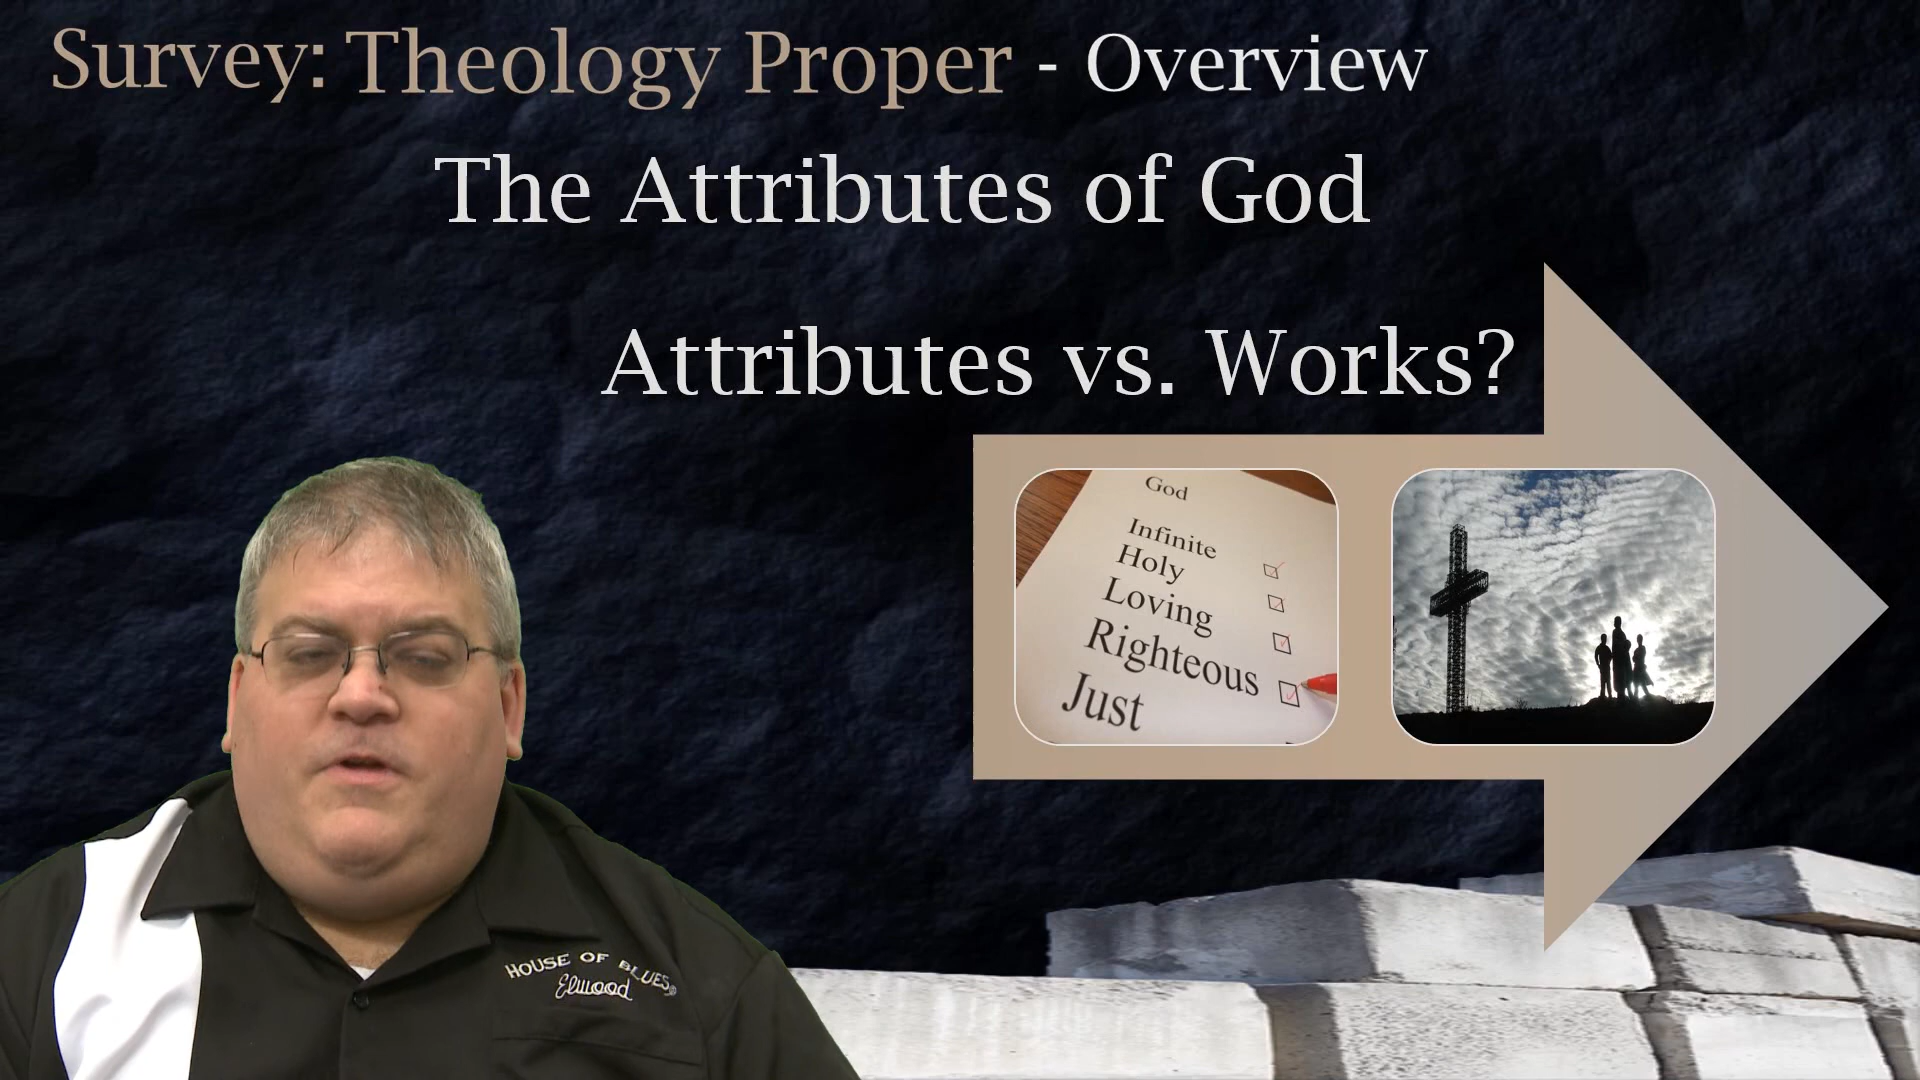 Survey: Theology Proper - Overview
The Attributes of God
Attributes vs. Works?
God
Infinite
Holy
Loving
Righteous
Just
HOUSE OF BLUES
Elwood